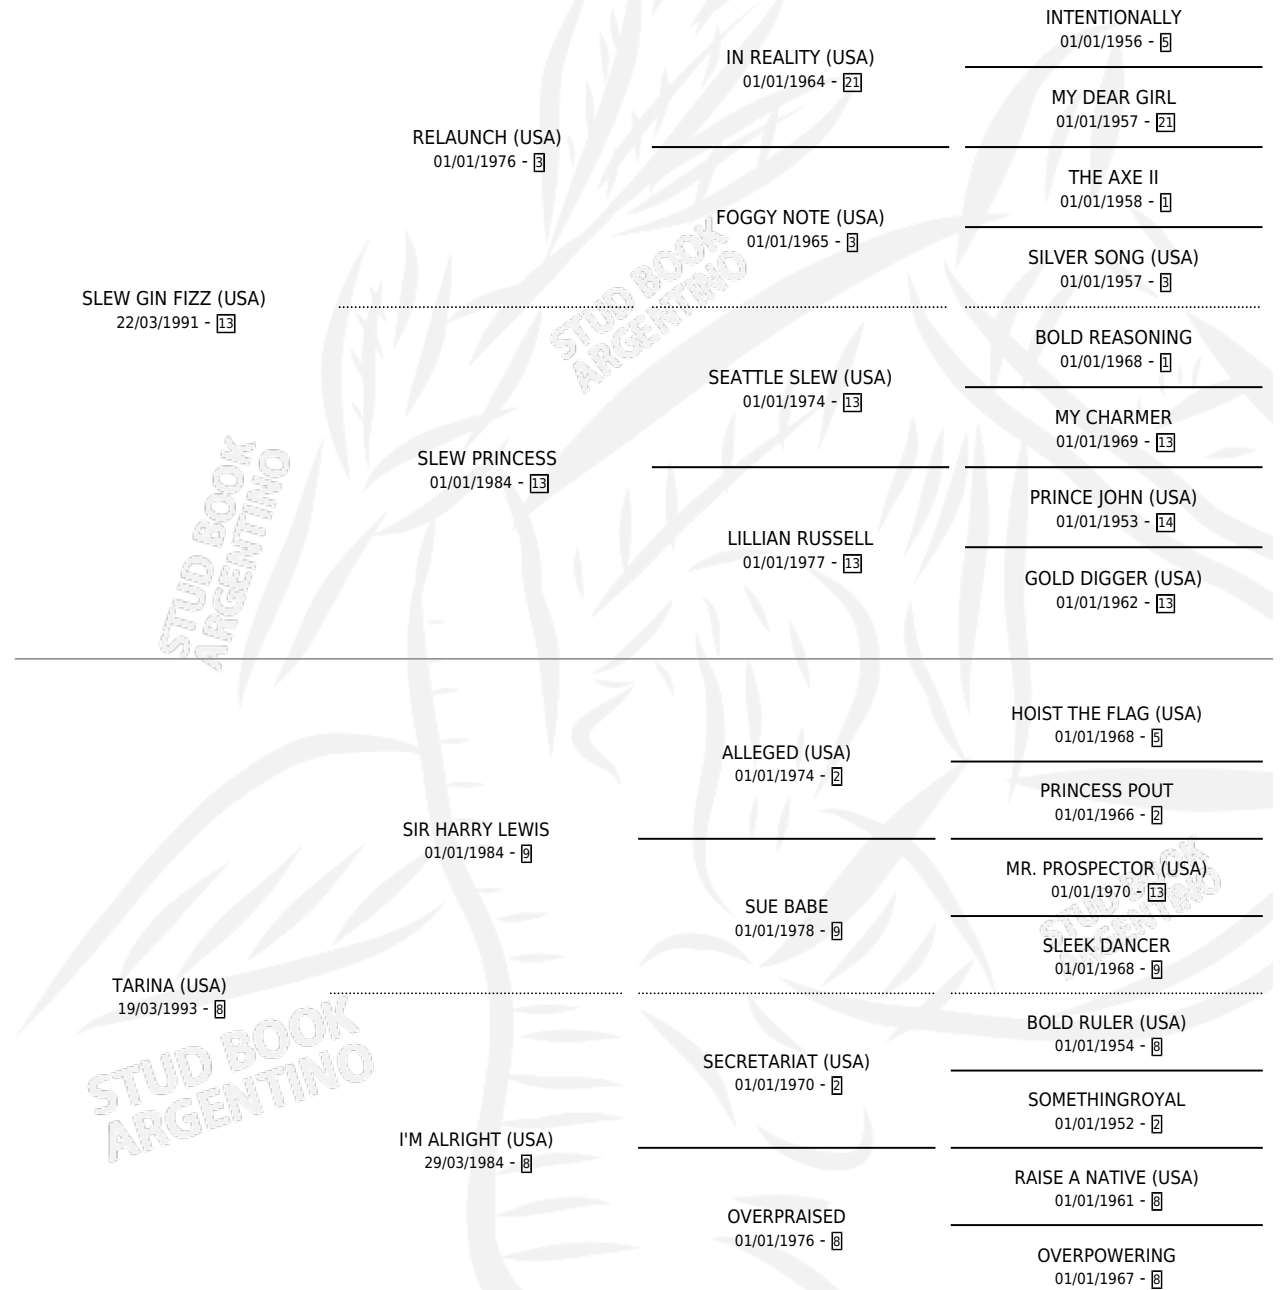 INTENTIONALLY
01/01/1956 - 5
IN REALITY (USA)
01/01/1964 - 21
MY DEAR GIRL
01/01/1957 - 21
RELAUNCH (USA)
01/01/1976 - 3
THE AXE II
01/01/1958 - 1
FOGGY NOTE (USA)
01/01/1965 - 3
SILVER SONG (USA)
01/01/1957 - 3
SLEW GIN FIZZ (USA)
22/03/1991 - 13
BOLD REASONING
01/01/1968 - 1
SEATTLE SLEW (USA)
01/01/1974 - 13
MY CHARMER
01/01/1969 - 13
SLEW PRINCESS
01/01/1984 - 13
PRINCE JOHN (USA)
01/01/1953 - 14
LILLIAN RUSSELL
01/01/1977 - 13
GOLD DIGGER (USA)
01/01/1962 - 13
HOIST THE FLAG (USA)
01/01/1968 - 5
ALLEGED (USA)
01/01/1974 - 2
PRINCESS POUT
01/01/1966 - 2
SIR HARRY LEWIS
01/01/1984 - 9
MR. PROSPECTOR (USA)
01/01/1970 - 13
SUE BABE
01/01/1978 - 9
SLEEK DANCER
01/01/1968 - 9
TARINA (USA)
19/03/1993 - 8
BOLD RULER (USA)
01/01/1954 - 8
SECRETARIAT (USA)
01/01/1970 - 2
SOMETHINGROYAL
01/01/1952 - 2
I'M ALRIGHT (USA)
29/03/1984 - 8
RAISE A NATIVE (USA)
01/01/1961 - 8
OVERPRAISED
01/01/1976 - 8
OVERPOWERING
01/01/1967 - 8
STUD BOOK
ARGENTINO
STUD BOOK
ARGENTINO
STUD BOOK
ARGENTINO
STUD BOOK
ARGENTINO